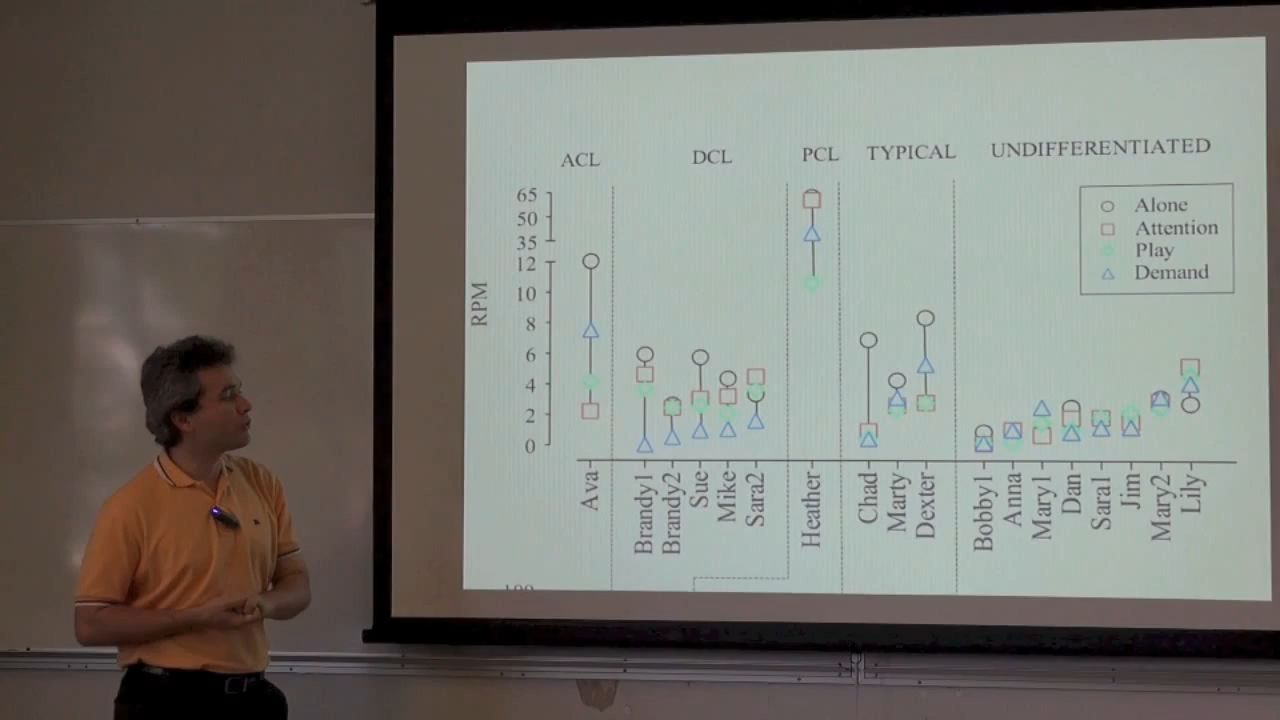 ACL DCL PCL TYPICAL UNDIFFERENTIATED
65
50
35
12
10
8
6
4
2
0
RPM
Alone
Attention
Play
Demand
Ava
Brandy1
Brandy2
Sue
Mike
Sara2
Heather
Chad
Marty
Dexter
Bobby1
Anna
Mary1
Dan
Sara1
Jim
Mary2
Lily